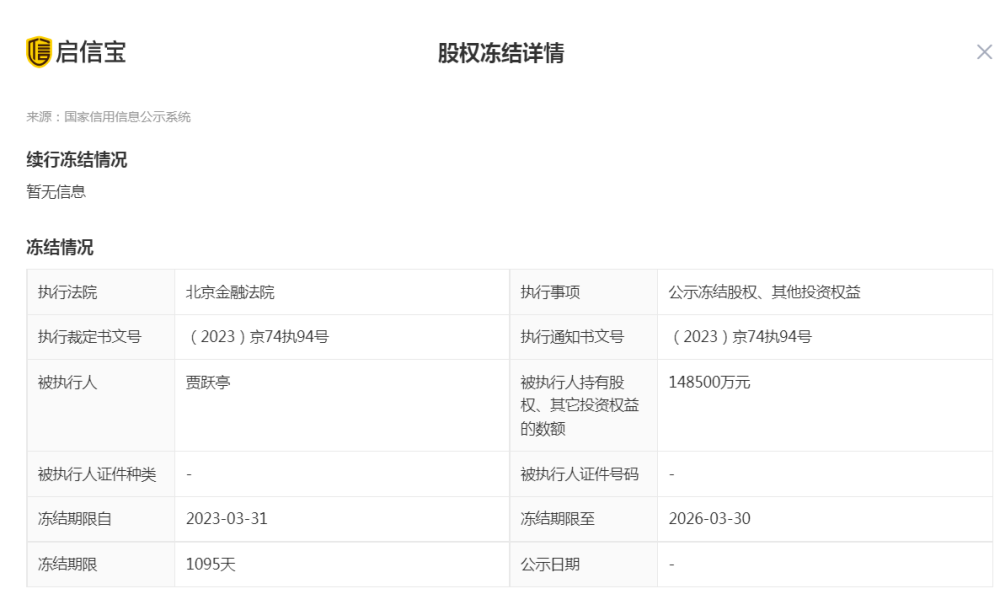 启信宝
股权冻结详情
来源：国家信用信息公示系统
续行冻结情况
暂无信息
冻结情况
执行法院 北京金融法院 执行事项 公示冻结股权、其他投资权益
执行裁定书文号 （2023）京74执94号 执行通知书文号 （2023）京74执94号
被执行人 贾跃亭 被执行人持有股 148500万元
权、其它投资权益
的数额
被执行人证件种类 - 被执行人证件号码 -
冻结期限自 2023-03-31 冻结期限至 2026-03-30
冻结期限 1095天 公示日期 -